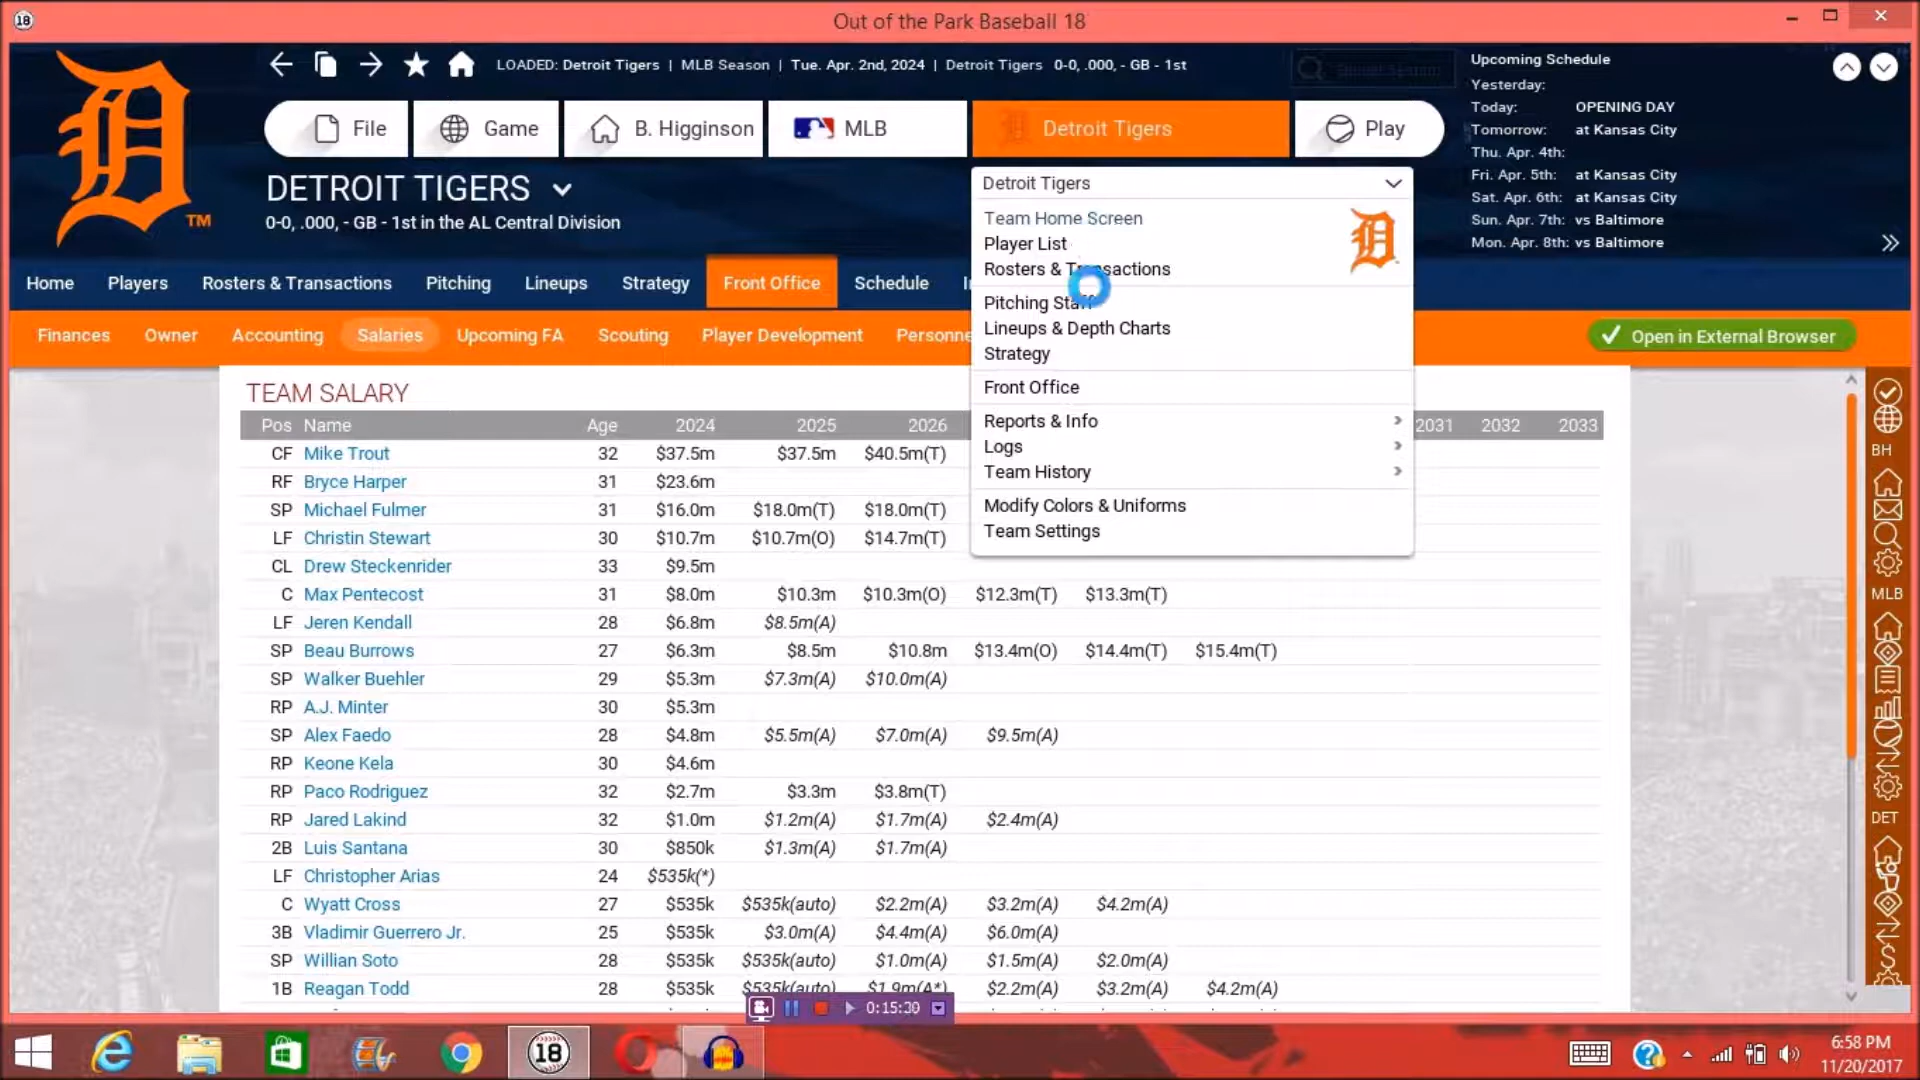 18
Out of the Park Baseball 18
LOADED: Detroit Tigers | MLB Season | Tue. Apr. 2nd, 2024 | Detroit Tigers 0-0, .000, - GB - 1st
Upcoming Schedule
Yesterday:
Today: OPENING DAY
Tomorrow: at Kansas City
Thu. Apr. 4th:
Fri. Apr. 5th: at Kansas City
Sat. Apr. 6th: at Kansas City
Sun. Apr. 7th: vs Baltimore
Mon. Apr. 8th: vs Baltimore
File
Game
B. Higginson
MLB
Detroit Tigers
Play
TM
DETROIT TIGERS
0-0, .000, - GB - 1st in the AL Central Division
Detroit Tigers
Team Home Screen
Player List
Rosters & Transactions
Pitching Staff
Lineups & Depth Charts
Strategy
Front Office
Reports & Info
Logs
Team History
Modify Colors & Uniforms
Team Settings
Home Players Rosters & Transactions Pitching Lineups Strategy Front Office Schedule
Finances Owner Accounting Salaries Upcoming FA Scouting Player Development Personne
Open in External Browser
TEAM SALARY
Pos Name Age 2024 2025 2026 2031 2032 2033
CF Mike Trout 32 $37.5m $37.5m $40.5m(T)
RF Bryce Harper 31 $23.6m
SP Michael Fulmer 31 $16.0m $18.0m(T) $18.0m(T)
LF Christin Stewart 30 $10.7m $10.7m(O) $14.7m(T)
CL Drew Steckenrider 33 $9.5m
C Max Pentecost 31 $8.0m $10.3m $10.3m(O) $12.3m(T) $13.3m(T)
LF Jeren Kendall 28 $6.8m $8.5m(A)
SP Beau Burrows 27 $6.3m $8.5m $10.8m $13.4m(O) $14.4m(T) $15.4m(T)
SP Walker Buehler 29 $5.3m $7.3m(A) $10.0m(A)
RP A.J. Minter 30 $5.3m
SP Alex Faedo 28 $4.8m $5.5m(A) $7.0m(A) $9.5m(A)
RP Keone Kela 30 $4.6m
RP Paco Rodriguez 32 $2.7m $3.3m $3.8m(T)
RP Jared Lakind 32 $1.0m $1.2m(A) $1.7m(A) $2.4m(A)
2B Luis Santana 30 $850k $1.3m(A) $1.7m(A)
LF Christopher Arias 24 $535k(*)
C Wyatt Cross 27 $535k $535k(auto) $2.2m(A) $3.2m(A) $4.2m(A)
3B Vladimir Guerrero Jr. 25 $535k $3.0m(A) $4.4m(A) $6.0m(A)
SP Willian Soto 28 $535k $535k(auto) $1.0m(A) $1.5m(A) $2.0m(A)
1B Reagan Todd 28 $535k $535k(auto) $1.9m(A*) $2.2m(A) $3.2m(A) $4.2m(A)
BH
MLB
DET
0:15:30
18
6:58 PM
11/20/2017